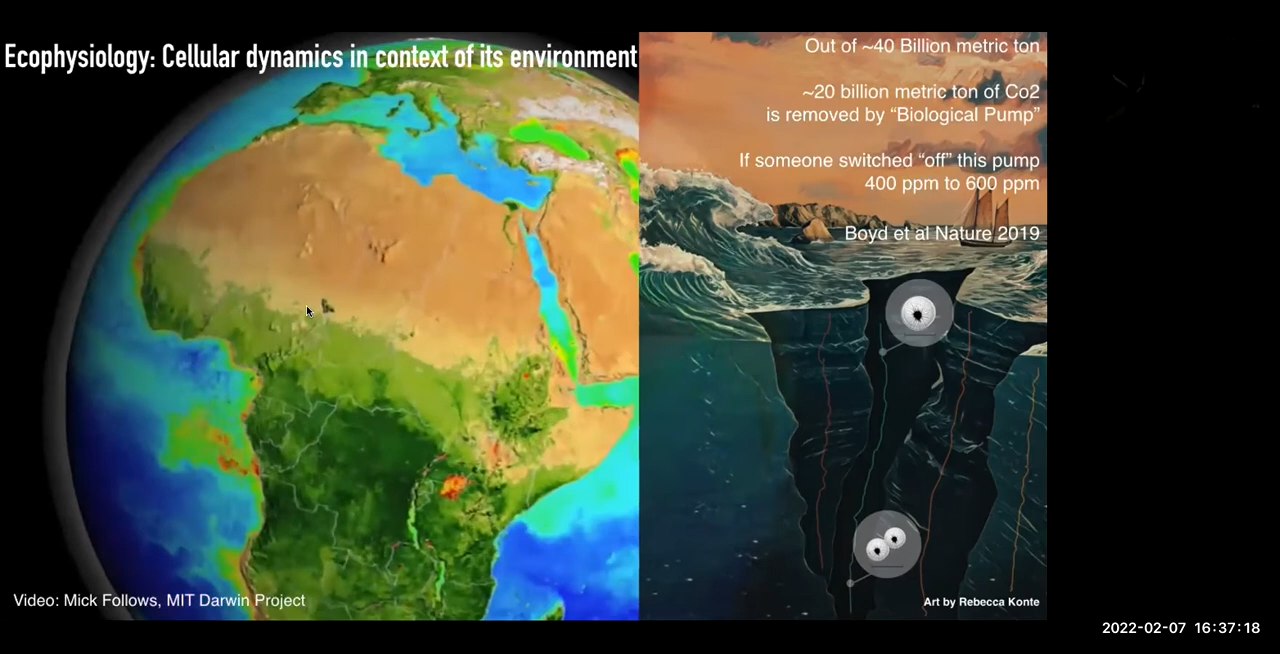 Ecophysiology: Cellular dynamics in context of its environment
Out of ~40 Billion metric ton
~20 billion metric ton of Co2
is removed by “Biological Pump”
If someone switched “off” this pump
400 ppm to 600 ppm
Boyd et al Nature 2019
Video: Mick Follows, MIT Darwin Project
Art by Rebecca Konte
2022-02-07 16:37:18